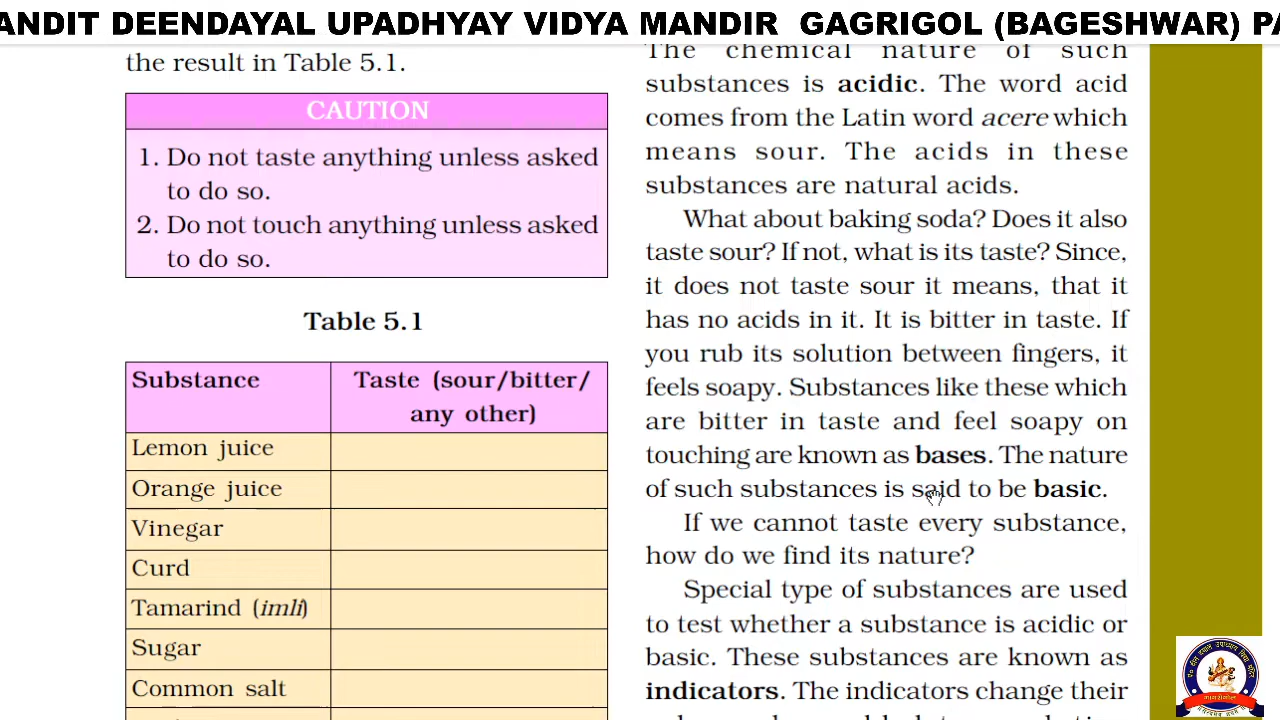 ANDIT DEENDAYAL UPADHYAY VIDYA MANDIR GAGRIGOL (BAGESHWAR) PA
the result in Table 5.1.
CAUTION
1. Do not taste anything unless asked
to do so.
2. Do not touch anything unless asked
to do so.
Table 5.1
Substance Taste (sour/bitter/
any other)
Lemon juice
Orange juice
Vinegar
Curd
Tamarind (imli)
Sugar
Common salt
The chemical nature of such
substances is acidic. The word acid
comes from the Latin word acere which
means sour. The acids in these
substances are natural acids.
What about baking soda? Does it also
taste sour? If not, what is its taste? Since,
it does not taste sour it means, that it
has no acids in it. It is bitter in taste. If
you rub its solution between fingers, it
feels soapy. Substances like these which
are bitter in taste and feel soapy on
touching are known as bases. The nature
of such substances is said to be basic.
If we cannot taste every substance,
how do we find its nature?
Special type of substances are used
to test whether a substance is acidic or
basic. These substances are known as
indicators. The indicators change their